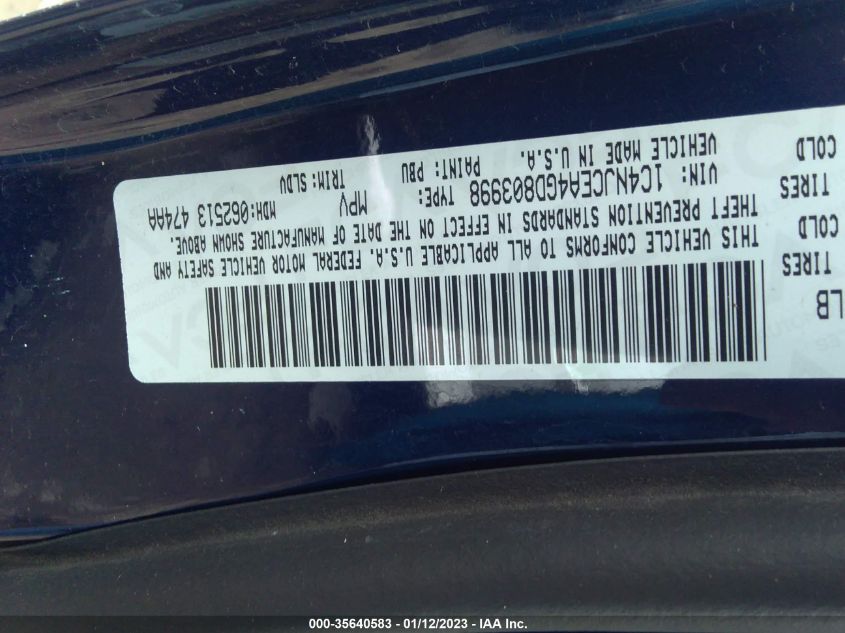 THIS VEHICLE CONFORMS TO ALL APPLICABLE U.S.A. FEDERAL MOTOR VEHICLE SAFETY AND
THEFT PREVENTION STANDARDS IN EFFECT ON THE DATE OF MANUFACTURE SHOWN ABOVE.
VIN: 1C4NJCEA4GD803998 TYPE: MPV MDH:062513 474AA
VEHICLE MADE IN U.S.A. PAINT: PBU TRIM:SLDV
TIRES
COLD
TIRES
COLD
LB
000-35640583 - 01/12/2023 - IAA Inc.